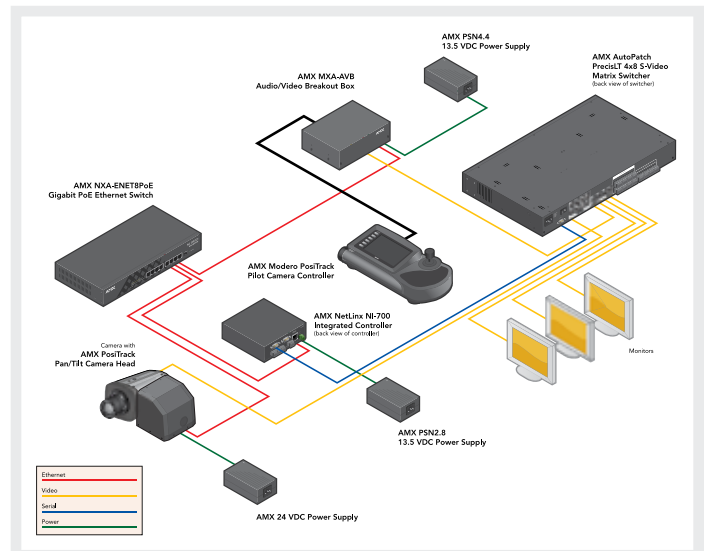 AMX PSN4.4
13.5 VDC Power Supply
AMX MXA-AVB
Audio/Video Breakout Box
AMX AutoPatch
PrecisLT 4x8 S-Video
Matrix Switcher
(back view of switcher)
AMX NXA-ENET8PoE
Gigabit PoE Ethernet Switch
AMX Modero PosiTrack
Pilot Camera Controller
AMX NetLinx NI-700
Integrated Controller
(back view of controller)
Camera with
AMX PosiTrack
Pan/Tilt Camera Head
Monitors
AMX PSN2.8
13.5 VDC Power Supply
AMX 24 VDC Power Supply
Ethernet
Video
Serial
Power